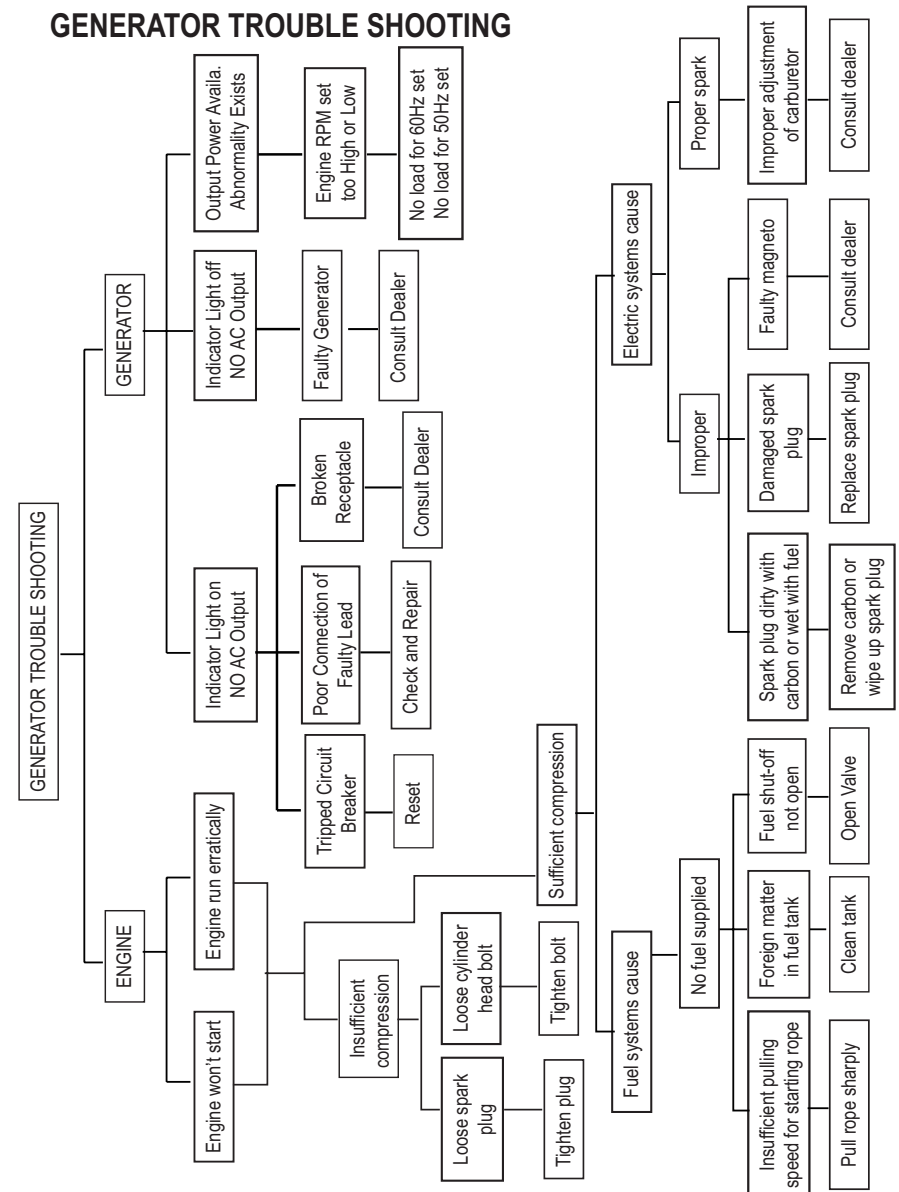 GENERATOR TROUBLE SHOOTING
GENERATOR TROUBLE SHOOTING
ENGINE
GENERATOR
Engine won't start
Engine run erratically
Indicator Light on
NO AC Output
Indicator Light off
NO AC Output
Output Power Availa.
Abnormality Exists
Insufficient
compression
Tripped Circuit
Breaker
Poor Connection of
Faulty Lead
Broken
Receptacle
Faulty Generator
Engine RPM set
too High or Low
Reset
Check and Repair
Consult Dealer
Consult Dealer
No load for 60Hz set
No load for 50Hz set
Loose spark
plug
Loose cylinder
head bolt
Tighten plug
Tighten bolt
Sufficient compression
Fuel systems cause
Electric systems cause
No fuel supplied
Improper
Proper spark
Insufficient pulling
speed for starting rope
Foreign matter
in fuel tank
Fuel shut-off
not open
Spark plug dirty with
carbon or wet with fuel
Damaged spark
plug
Faulty magneto
Improper adjustment
of carburetor
Pull rope sharply
Clean tank
Open Valve
Remove carbon or
wipe up spark plug
Replace spark plug
Consult dealer
Consult dealer